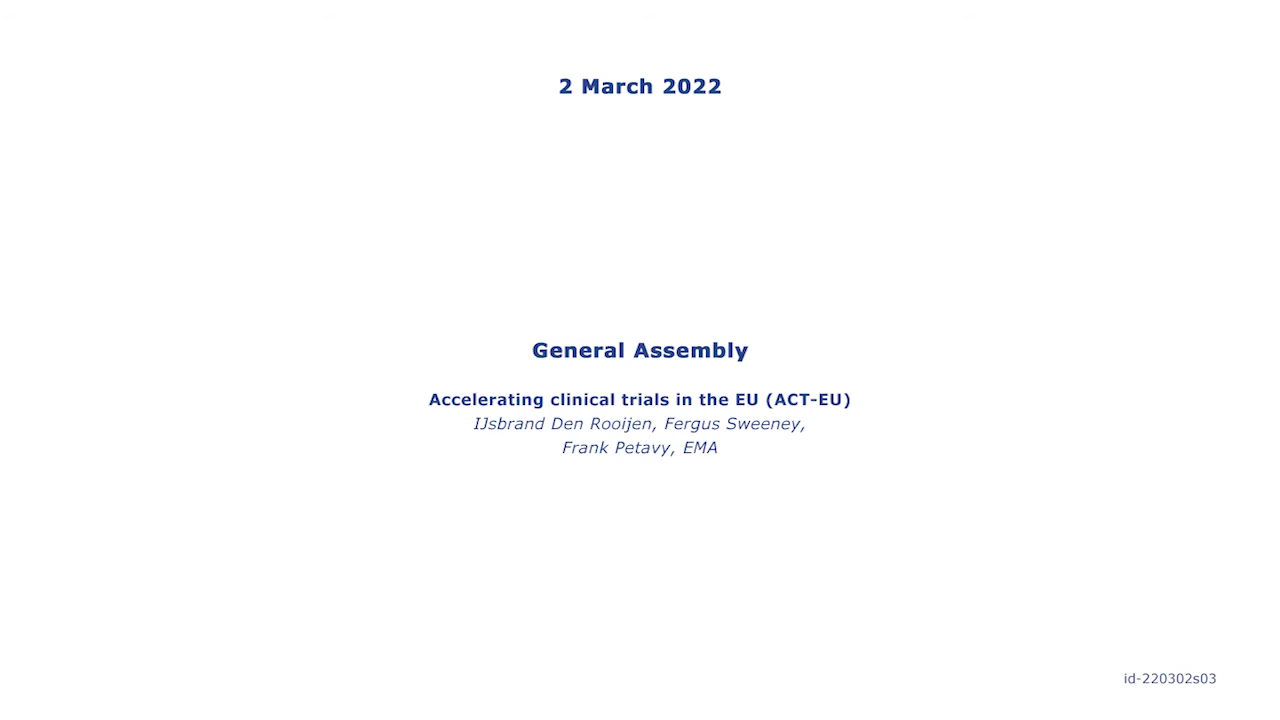 2 March 2022
General Assembly
Accelerating clinical trials in the EU (ACT-EU)
IJsbrand Den Rooijen, Fergus Sweeney,
Frank Petavy, EMA
id-220302s03